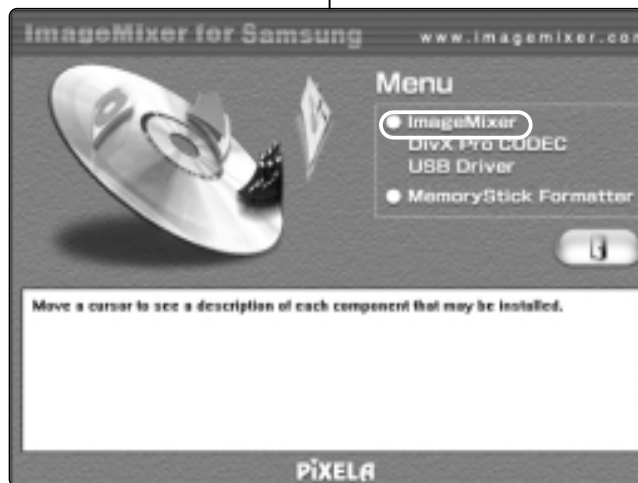 ImageMixer for Samsung
www.imagemixer.com
Menu
ImageMixer
DivX Pro CODEC
USB Driver
MemoryStick Formatter
Move a cursor to see a description of each component that may be installed.
PIXELA